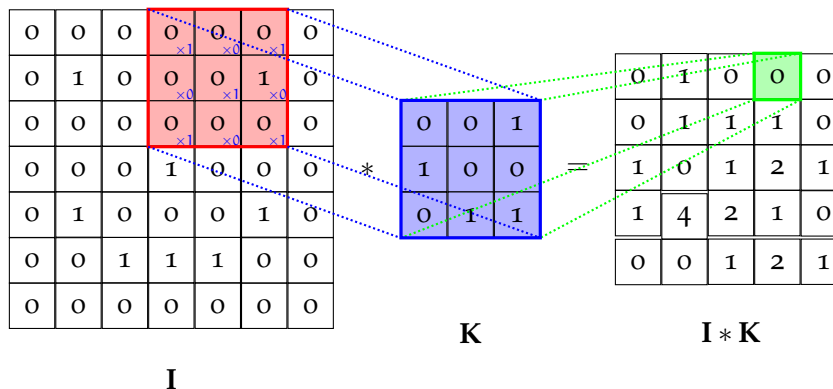 0 0 0 0 0 0 0
×1 ×0 ×1
0 1 0 0 0 1 0
×0 ×1 ×0
0 0 0 0 0 0 0
×1 ×0 ×1
0 0 0 1 0 0 0
0 1 0 0 0 1 0
0 0 1 1 1 0 0
0 0 0 0 0 0 0
I
*
0 0 1
1 0 0
0 1 1
K
=
0 1 0 0 0
0 1 1 1 0
1 0 1 2 1
1 4 2 1 0
0 0 1 2 1
I * K